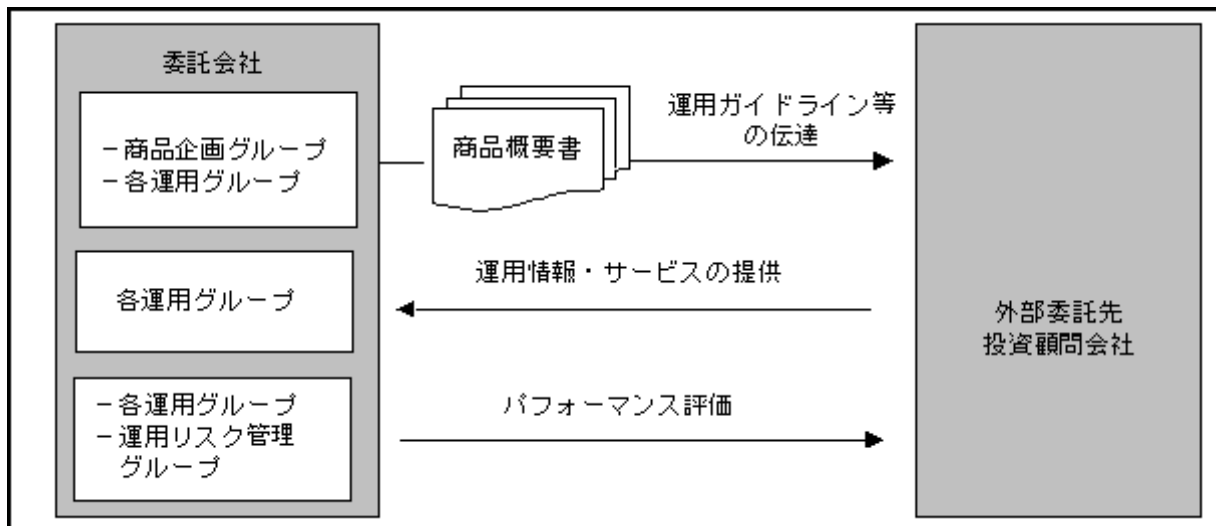 委託会社
－商品企画グループ
－各運用グループ
商品概要書
運用ガイドライン等
の伝達
各運用グループ
運用情報・サービスの提供
－各運用グループ
－運用リスク管理
グループ
パフォーマンス評価
外部委託先
投資顧問会社